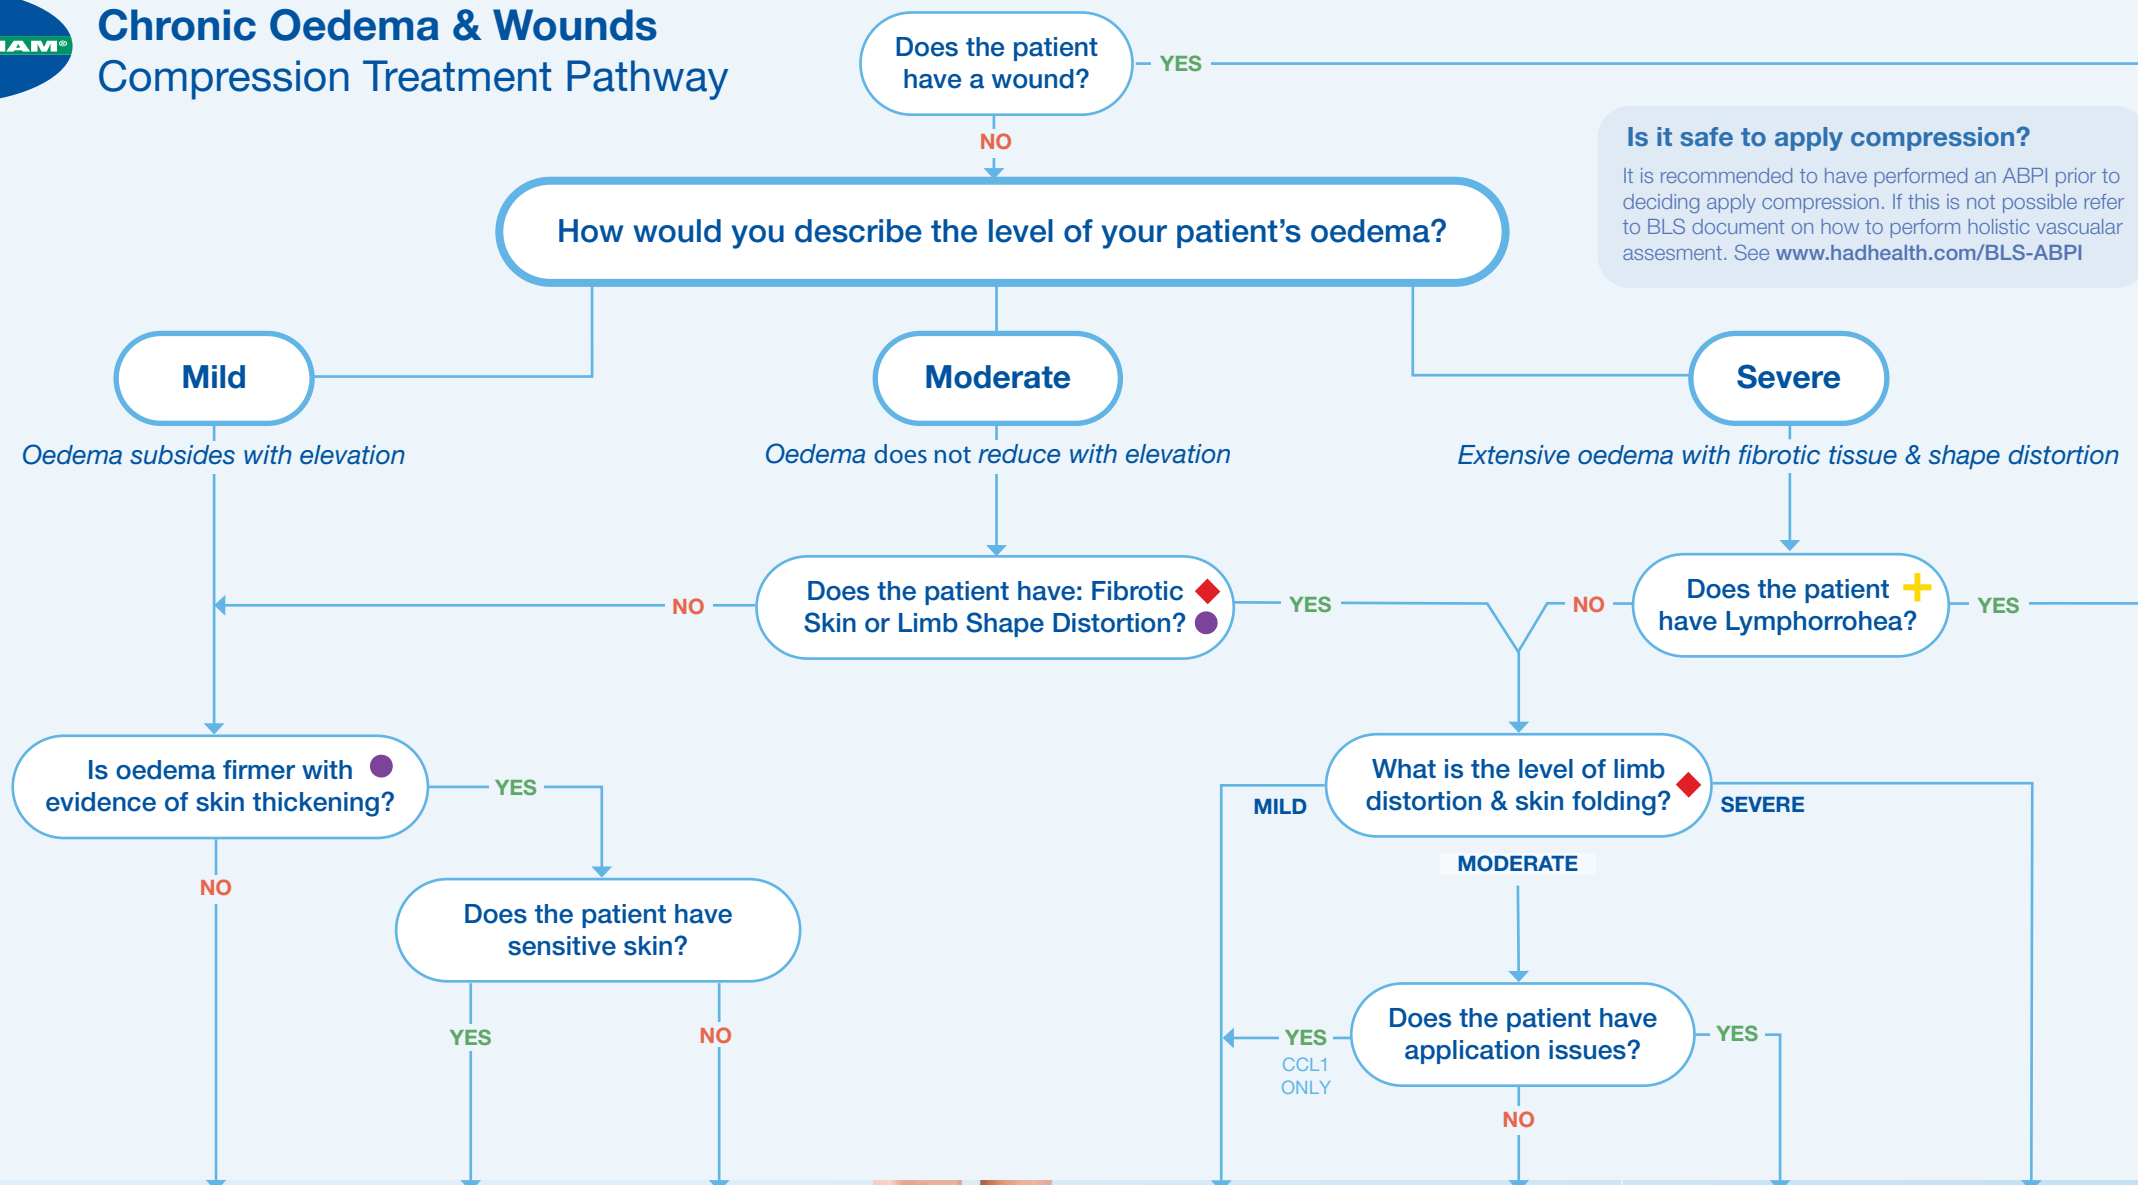 Chronic Oedema & Wounds
Compression Treatment Pathway
Does the patient
have a wound?
YES
NO
Is it safe to apply compression?
It is recommended to have performed an ABPI prior to
deciding apply compression. If this is not possible refer
to BLS document on how to perform holistic vascualar
assesment. See www.hadhealth.com/BLS-ABPI
How would you describe the level of your patient's oedema?
Mild
Moderate
Severe
Oedema subsides with elevation
Oedema does not reduce with elevation
Extensive oedema with fibrotic tissue & shape distortion
NO
Does the patient have: Fibrotic
Skin or Limb Shape Distortion?
YES
NO
Does the patient
have Lymphorrohea?
YES
Is oedema firmer with
evidence of skin thickening?
YES
NO
What is the level of limb
distortion & skin folding?
MILD
SEVERE
MODERATE
Does the patient have
sensitive skin?
YES
NO
Does the patient have
application issues?
YES
CCL1
ONLY
YES
NO